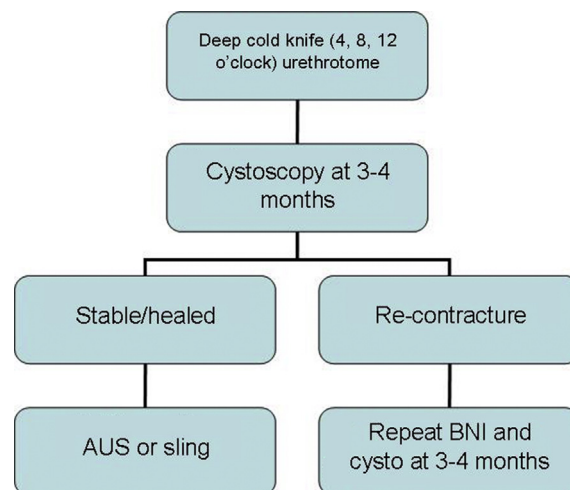 Deep cold knife (4, 8, 12
o'clock) urethrotome
Cystoscopy at 3-4
months
Stable/healed
Re-contracture
AUS or sling
Repeat BNI and
cysto at 3-4 months